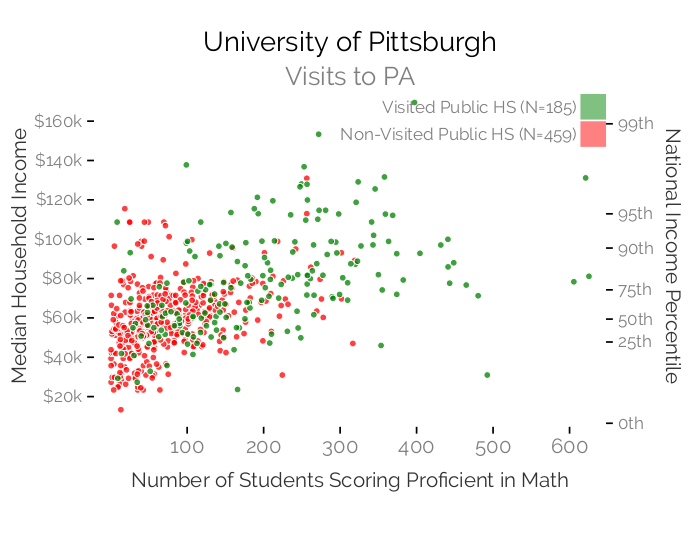 University of Pittsburgh
Visits to PA
Visited Public HS (N=185)
Non-Visited Public HS (N=459)
Median Household Income
$160k
$140k
$120k
$100k
$80k
$60k
$40k
$20k
99th
95th
90th
75th
50th
25th
0th
National Income Percentile
100 200 300 400 500 600
Number of Students Scoring Proficient in Math